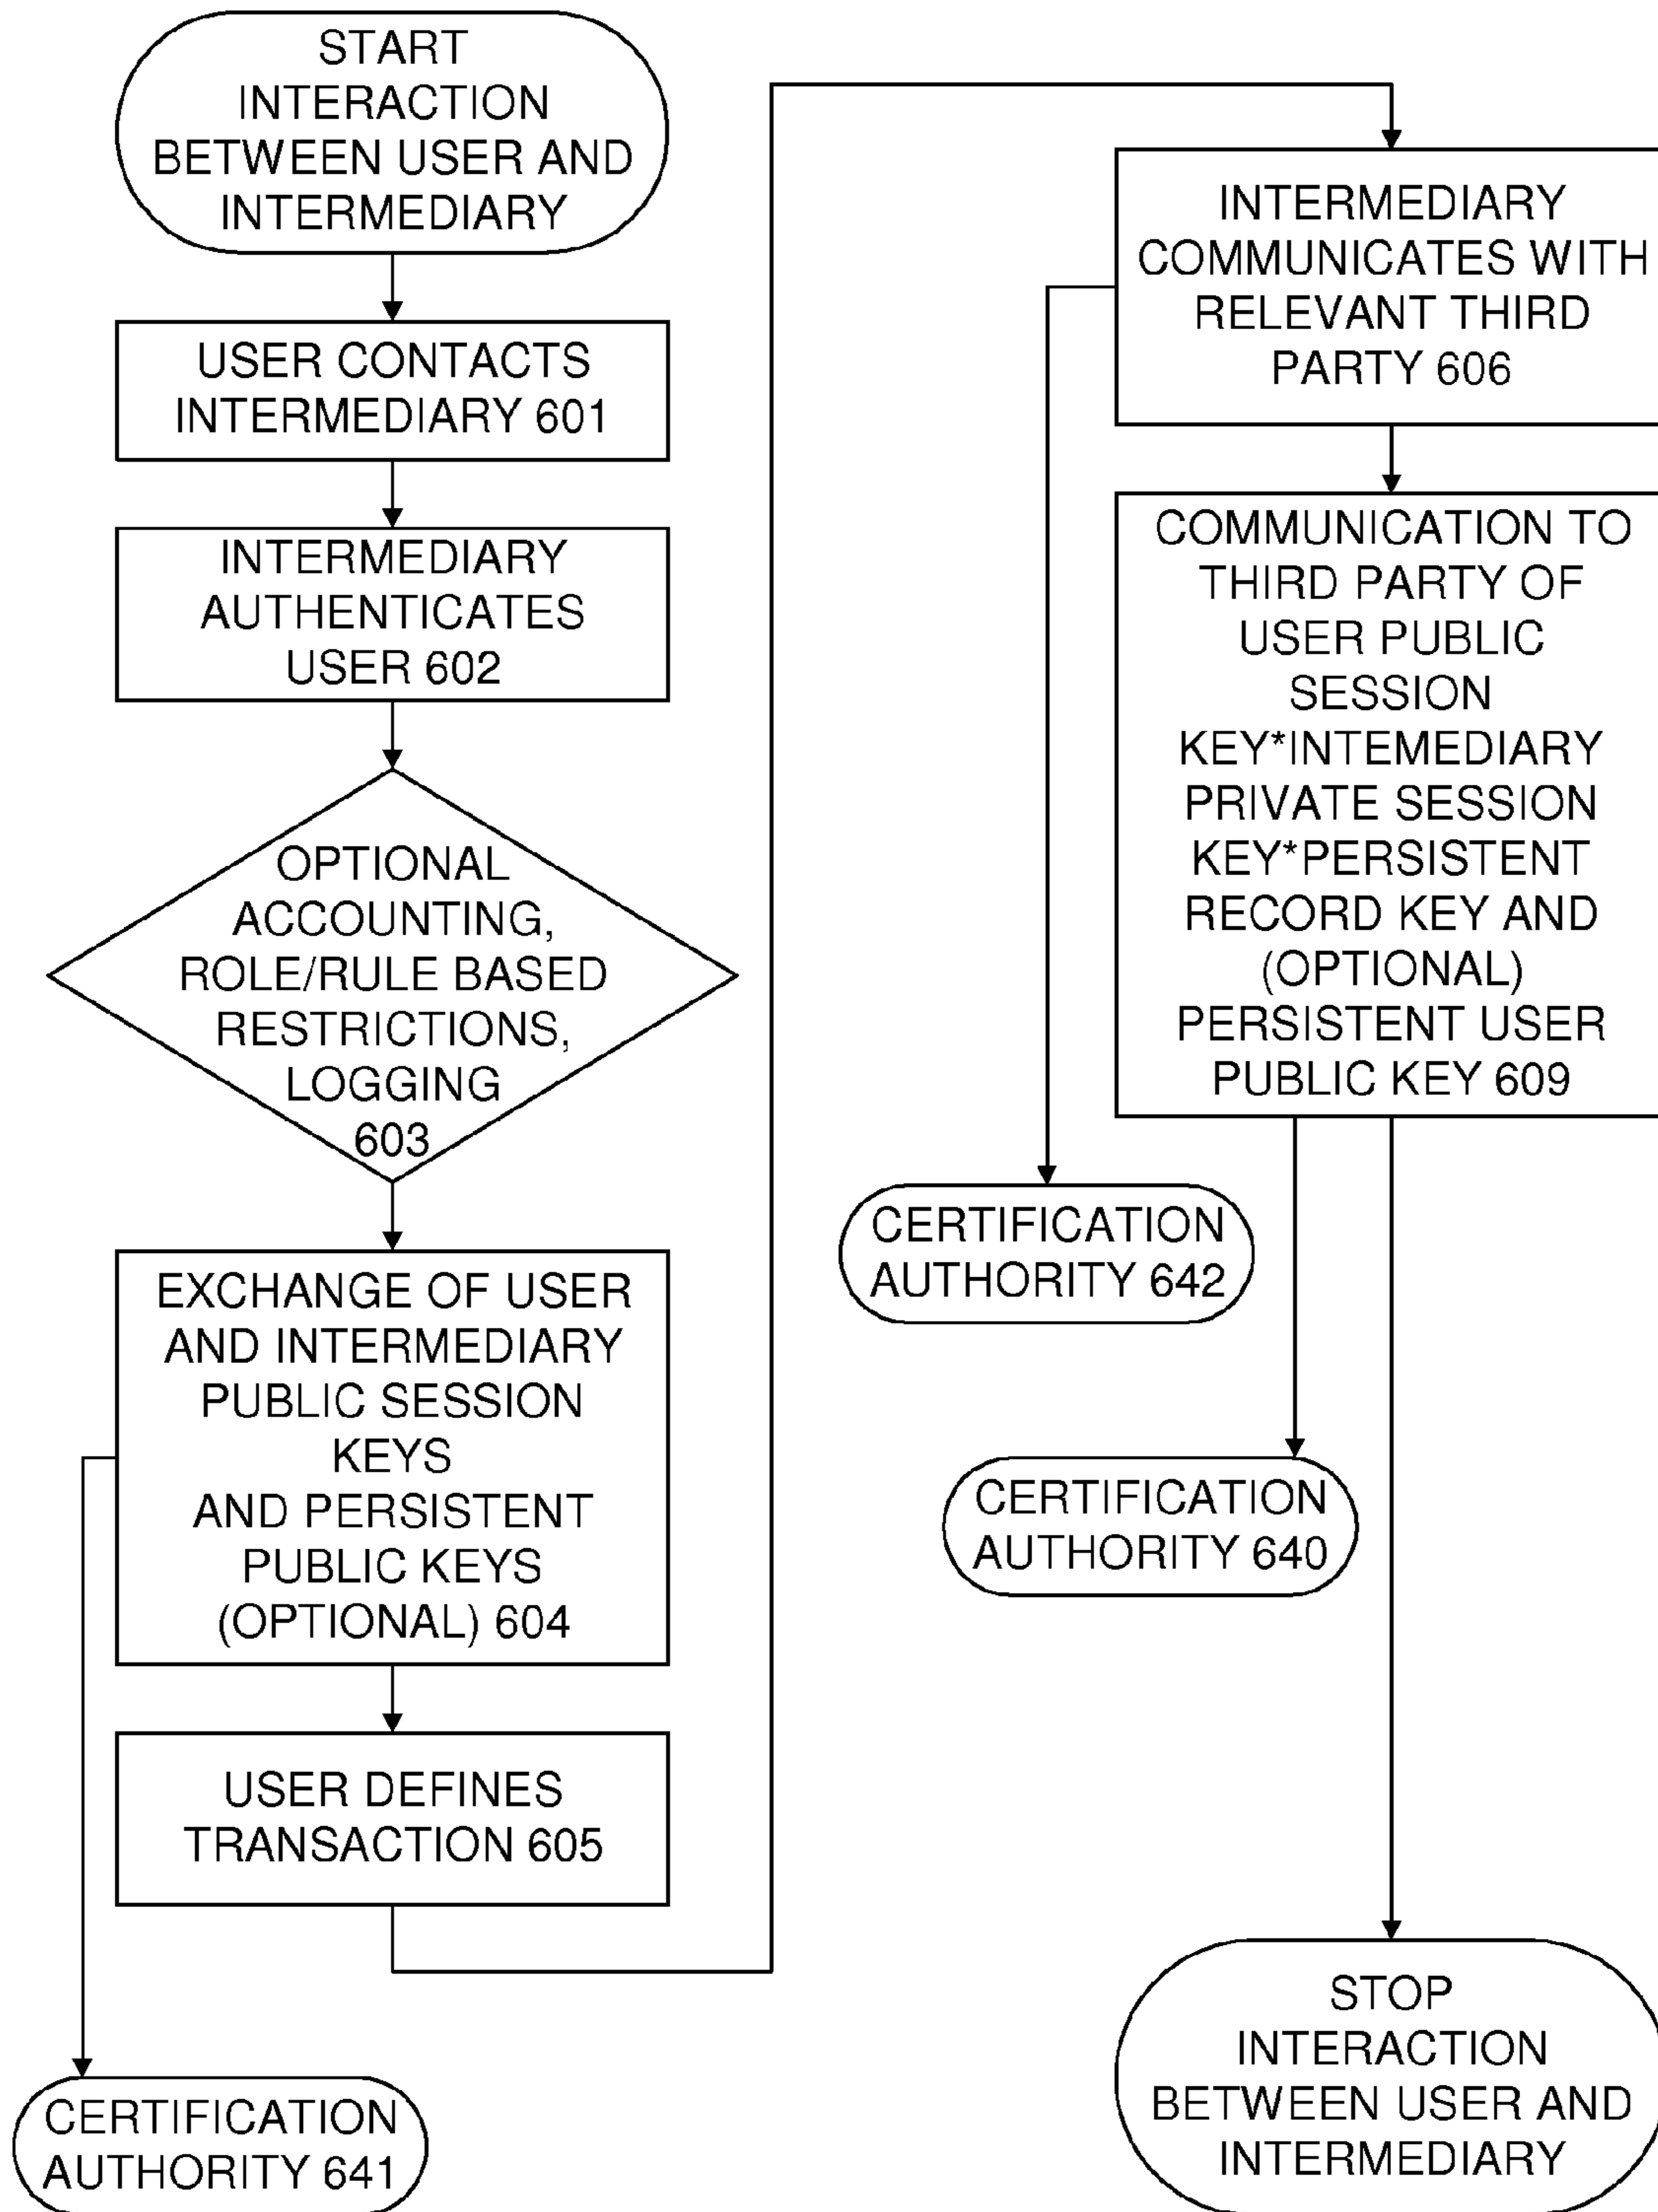 START
INTERACTION
BETWEEN USER AND
INTERMEDIARY
USER CONTACTS
INTERMEDIARY 601
INTERMEDIARY
AUTHENTICATES
USER 602
OPTIONAL
ACCOUNTING,
ROLE/RULE BASED
RESTRICTIONS,
LOGGING
603
EXCHANGE OF USER
AND INTERMEDIARY
PUBLIC SESSION
KEYS
AND PERSISTENT
PUBLIC KEYS
(OPTIONAL) 604
USER DEFINES
TRANSACTION 605
CERTIFICATION
AUTHORITY 641
INTERMEDIARY
COMMUNICATES WITH
RELEVANT THIRD
PARTY 606
COMMUNICATION TO
THIRD PARTY OF
USER PUBLIC
SESSION
KEY*INTEMEDIARY
PRIVATE SESSION
KEY*PERSISTENT
RECORD KEY AND
(OPTIONAL)
PERSISTENT USER
PUBLIC KEY 609
CERTIFICATION
AUTHORITY 642
CERTIFICATION
AUTHORITY 640
STOP
INTERACTION
BETWEEN USER AND
INTERMEDIARY